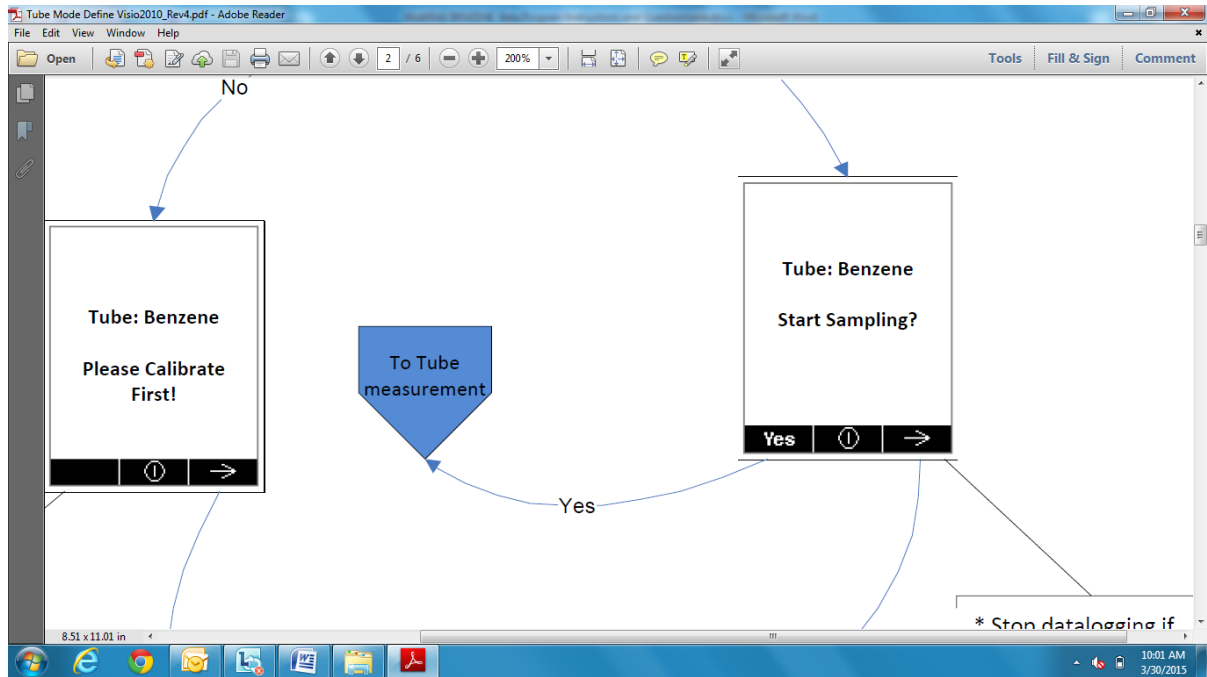 Tube Mode Define Visio2010_Rev4.pdf - Adobe Reader
File Edit View Window Help
Open 2 / 6 200% Tools Fill & Sign Comment
No
Tube: Benzene
Please Calibrate
First!
To Tube
measurement
Tube: Benzene
Start Sampling?
Yes
Yes
* Stop datalogging if
8.51 x 11.01 in
10:01 AM
3/30/2015